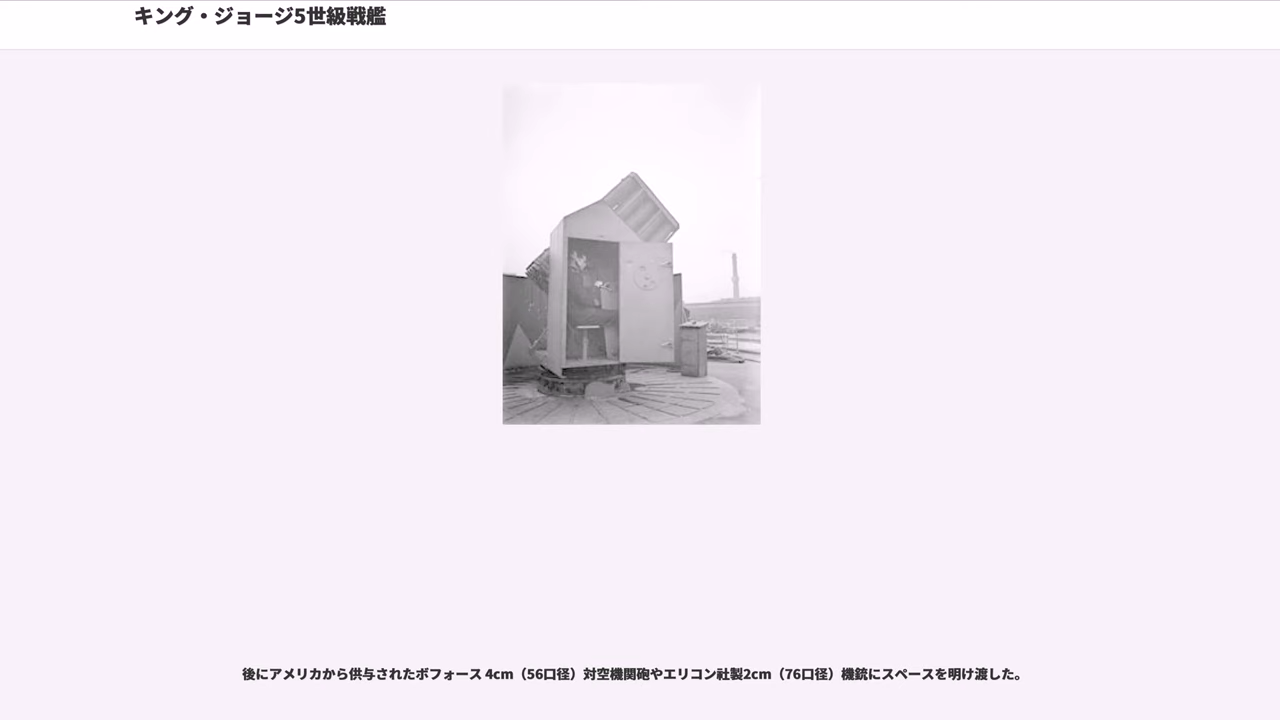 キング・ジョージ5世級戦艦
後にアメリカから供与されたボフォース 4cm（56口径）対空機関砲やエリコン社製2cm（76口径）機銃にスペースを明け渡した。